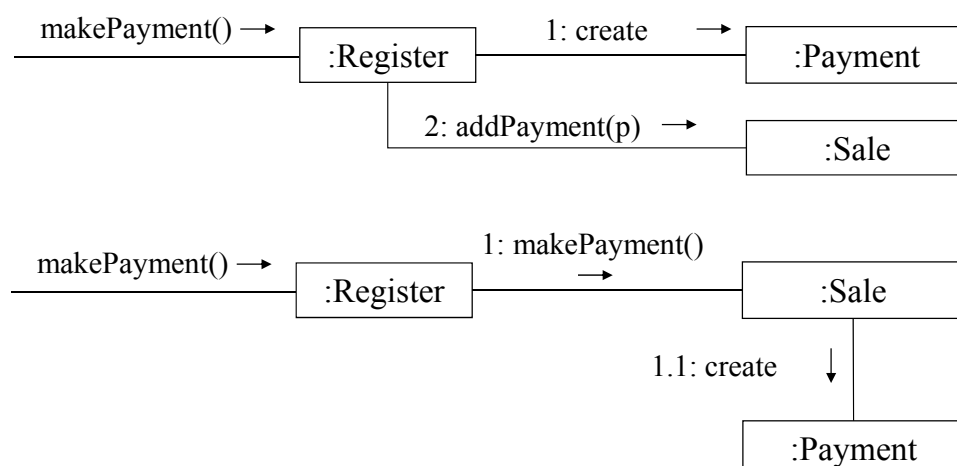 makePayment()
1: create
:Register
:Payment
2: addPayment(p)
:Sale
makePayment()
1: makePayment()
:Register
:Sale
1.1: create
:Payment